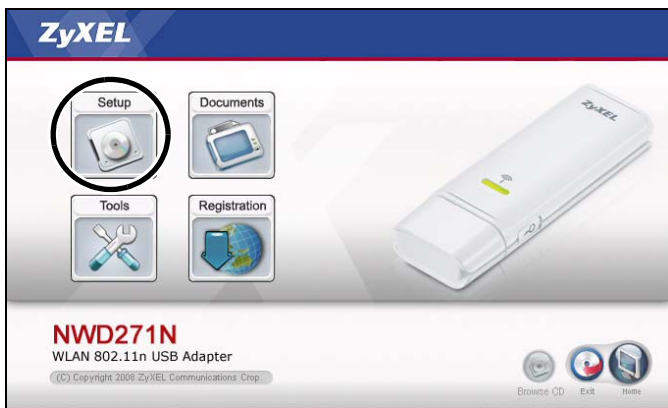 ZyXEL
Setup
Documents
ZyXEL
Tools
Registration
NWD271N
WLAN 802.11n USB Adapter
(C) Copyright 2008 ZyXEL Communications Crop.
Browse CD
Exit
Home